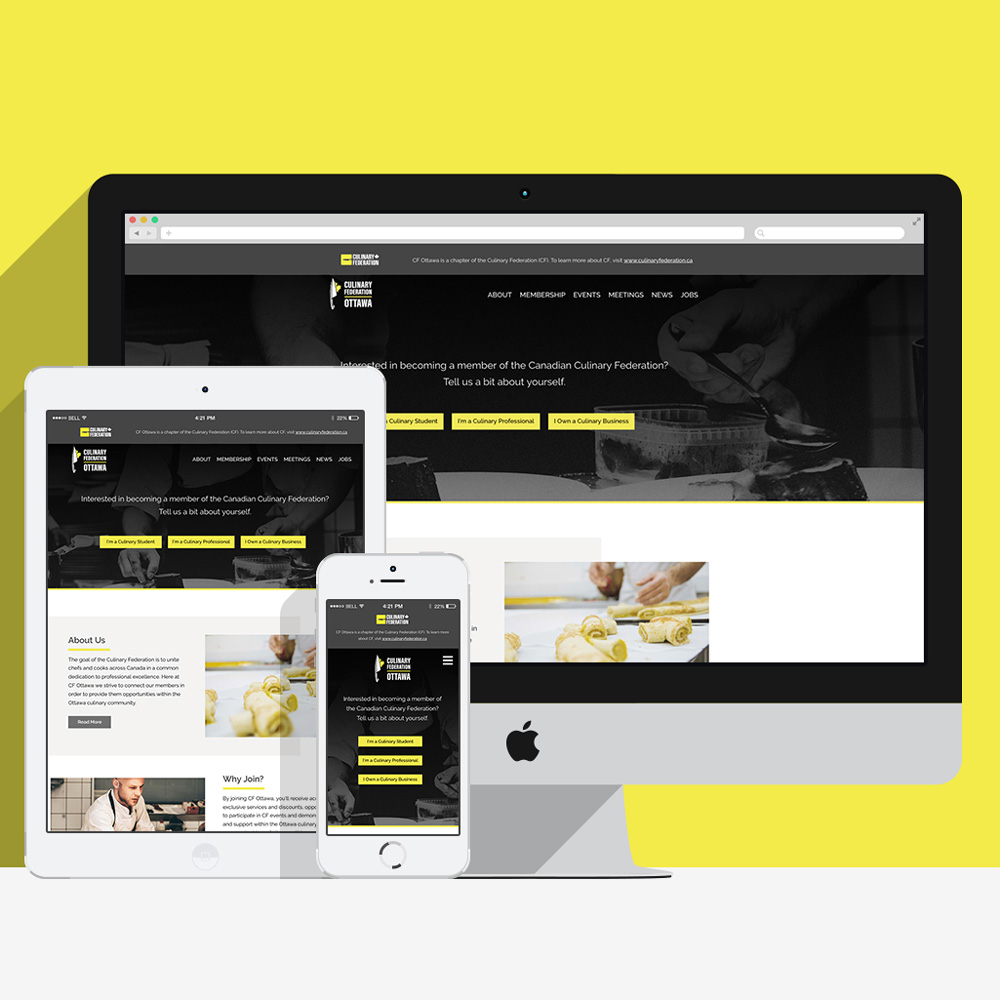 CULINARY
FEDERATION
CF Ottawa is a chapter of the Culinary Federation (CF). To learn more about CF, visit www.culinaryfederation.ca
CULINARY
FEDERATION
OTTAWA
ABOUT MEMBERSHIP EVENTS MEETINGS NEWS JOBS
Interested in becoming a member of the Canadian Culinary Federation?
Tell us a bit about yourself.
a Culinary Student I'm a Culinary Professional I Own a Culinary Business
in
BELL 4:21 PM 22%
CULINARY
FEDERATION
CF Ottawa is a chapter of the Culinary Federation (CF). To learn more about CF, visit www.culinaryfederation.ca
CULINARY
FEDERATION
OTTAWA
ABOUT MEMBERSHIP EVENTS MEETINGS NEWS JOBS
Interested in becoming a member of the Canadian Culinary Federation?
Tell us a bit about yourself.
I'm a Culinary Student I'm a Culinary Professional I Own a Culinary Business
About Us
The goal of the Culinary Federation is to unite
chefs and cooks across Canada in a common
dedication to professional excellence. Here at
CF Ottawa we strive to connect our members in
order to provide them opportunities within the
Ottawa culinary community.
Read More
Why Join?
By joining CF Ottawa, you'll receive
exclusive services and discounts,
to participate in CF events and
and support within the Ottawa culinary
BELL 4:21 PM 22%
CULINARY
FEDERATION
CF Ottawa is a chapter of the Culinary Federation (CF). To learn more
about CF, visit www.culinaryfederation.ca
CULINARY
FEDERATION
OTTAWA
Interested in becoming a member of
the Canadian Culinary Federation?
Tell us a bit about yourself.
I'm a Culinary Student
I'm a Culinary Professional
I Own a Culinary Business